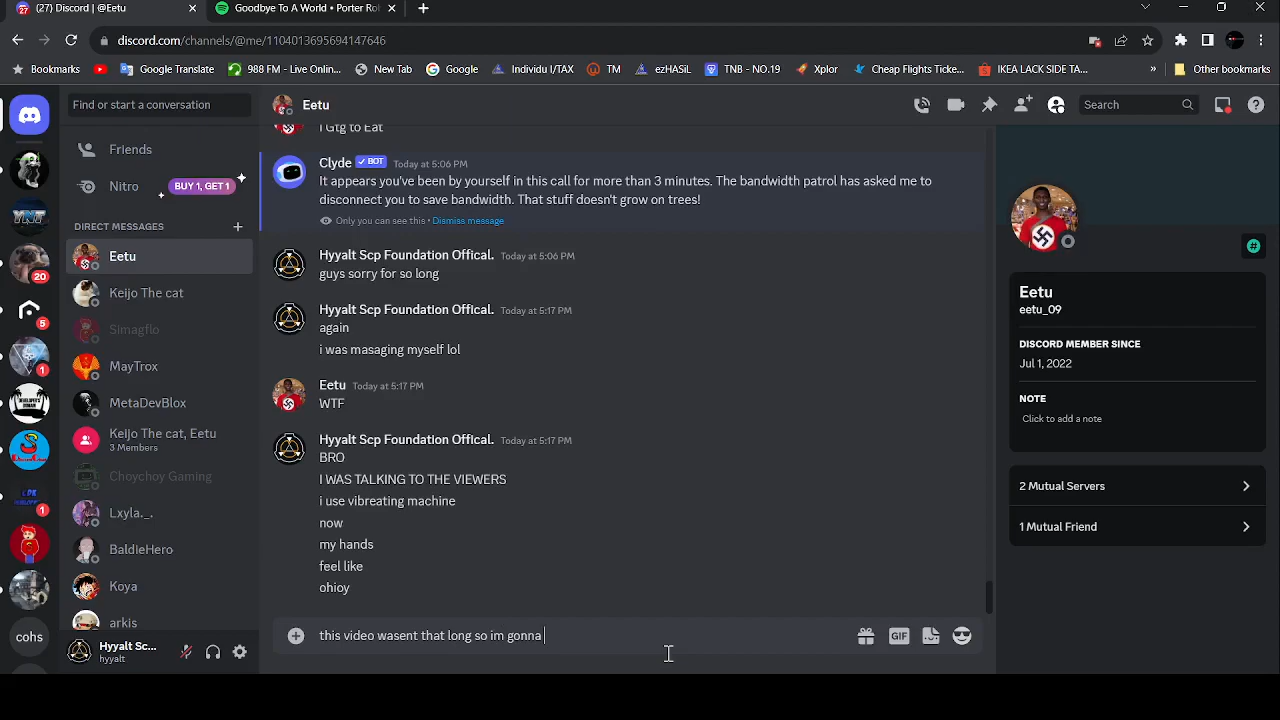 (27) Discord | @Eetu
Goodbye To A World • Porter Rob
discord.com/channels/@me/1104013695694147646
Bookmarks
Google Translate
988 FM - Live Onlin...
New Tab
Google
Individu I/TAX
TM
ezHASiL
TNB - NO.19
Xplor
Cheap Flights Ticke...
IKEA LACK SIDE TA...
»
Other bookmarks
Find or start a conversation
Eetu
Search
Friends
Nitro
BUY 1, GET 1
DIRECT MESSAGES
Eetu
Keijo The cat
Simagflo
MayTrox
MetaDevBlox
Keijo The cat, Eetu
3 Members
Choychoy Gaming
Lxyla._.
BaldieHero
Koya
arkis
Hyyalt Sc...
hyyalt
27
YNT
20
5
1
1
cohs
I Gtg to Eat
Clyde BOT Today at 5:06 PM
It appears you've been by yourself in this call for more than 3 minutes. The bandwidth patrol has asked me to
disconnect you to save bandwidth. That stuff doesn't grow on trees!
Only you can see this • Dismiss message
Hyyalt Scp Foundation Offical. Today at 5:06 PM
guys sorry for so long
Hyyalt Scp Foundation Offical. Today at 5:17 PM
again
i was masaging myself lol
Eetu Today at 5:17 PM
WTF
Hyyalt Scp Foundation Offical. Today at 5:17 PM
BRO
I WAS TALKING TO THE VIEWERS
i use vibreating machine
now
my hands
feel like
ohioy
this video wasent that long so im gonna
GIF
Eetu
eetu_09
DISCORD MEMBER SINCE
Jul 1, 2022
NOTE
Click to add a note
2 Mutual Servers
1 Mutual Friend